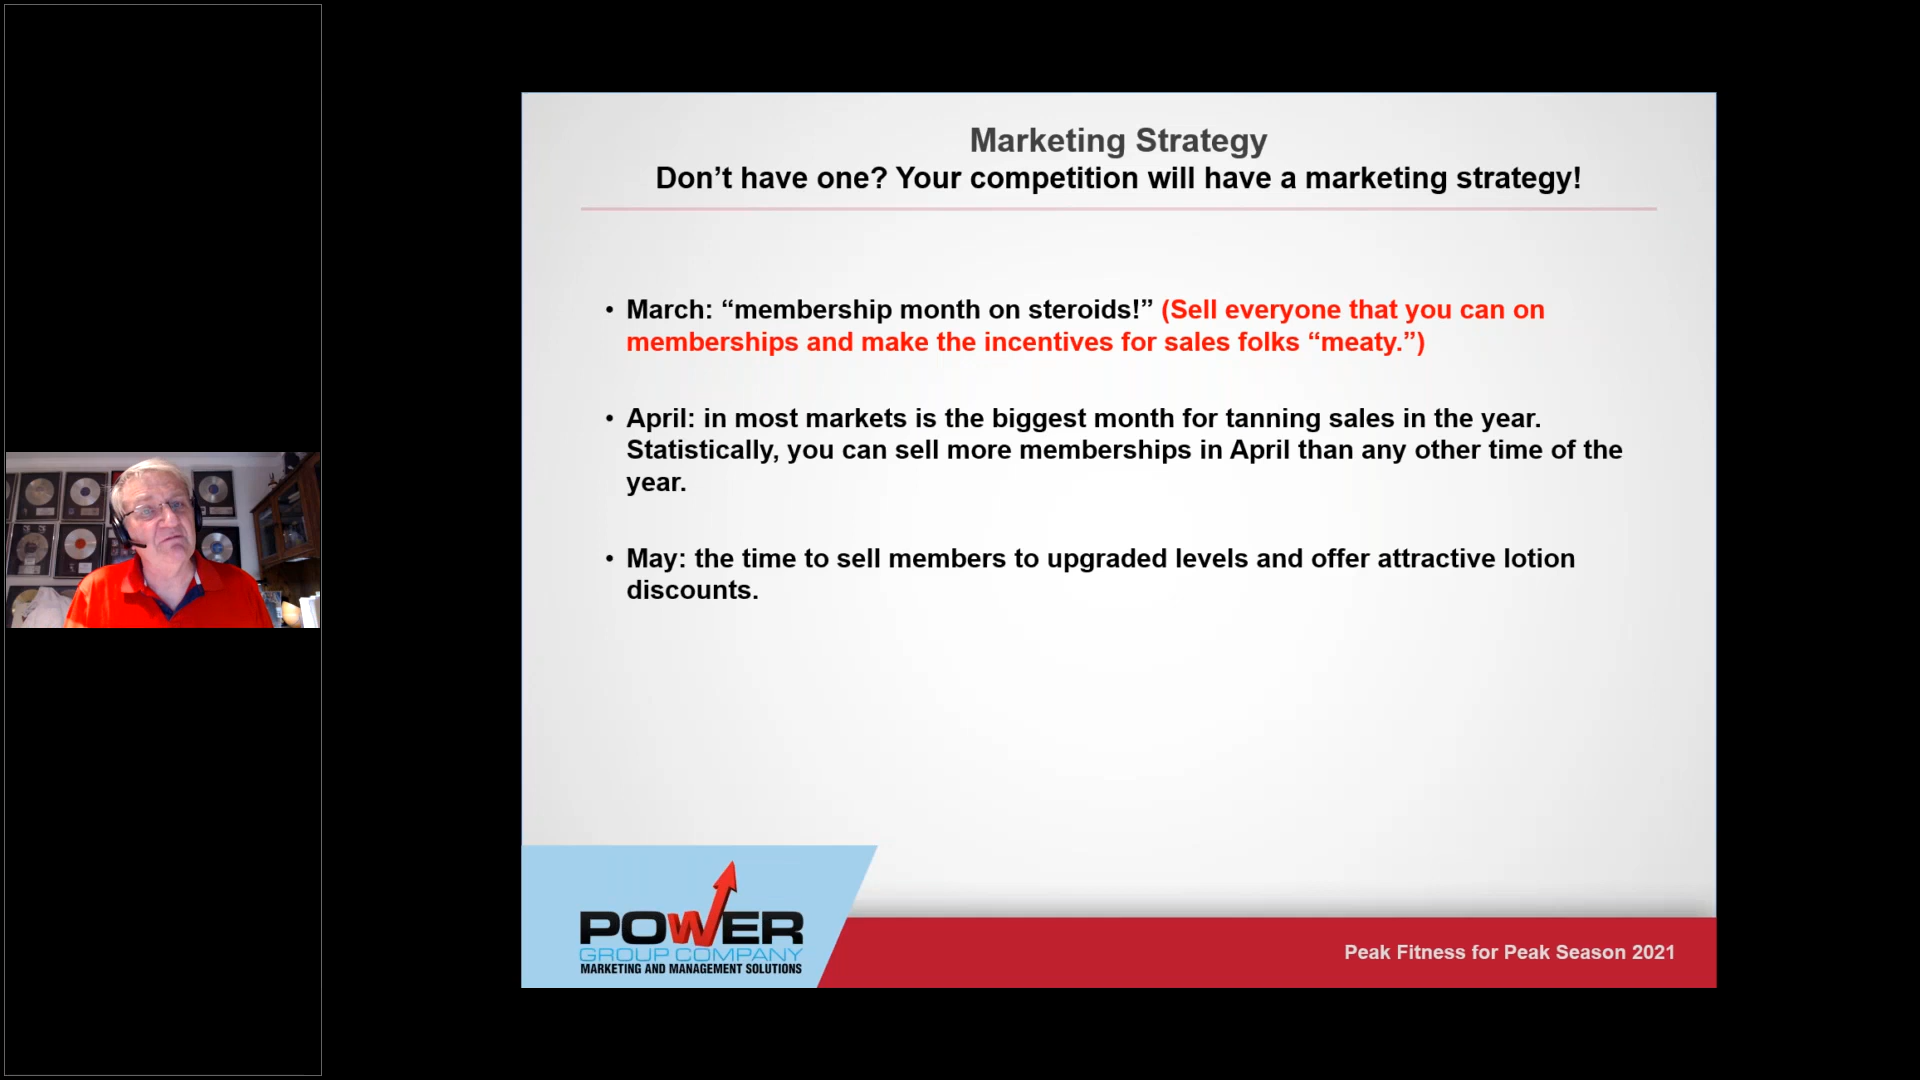 Marketing Strategy
Don’t have one? Your competition will have a marketing strategy!
• March: “membership month on steroids!” (Sell everyone that you can on
memberships and make the incentives for sales folks “meaty.”)
• April: in most markets is the biggest month for tanning sales in the year.
Statistically, you can sell more memberships in April than any other time of the
year.
• May: the time to sell members to upgraded levels and offer attractive lotion
discounts.
POWER
GROUP COMPANY
MARKETING AND MANAGEMENT SOLUTIONS
Peak Fitness for Peak Season 2021